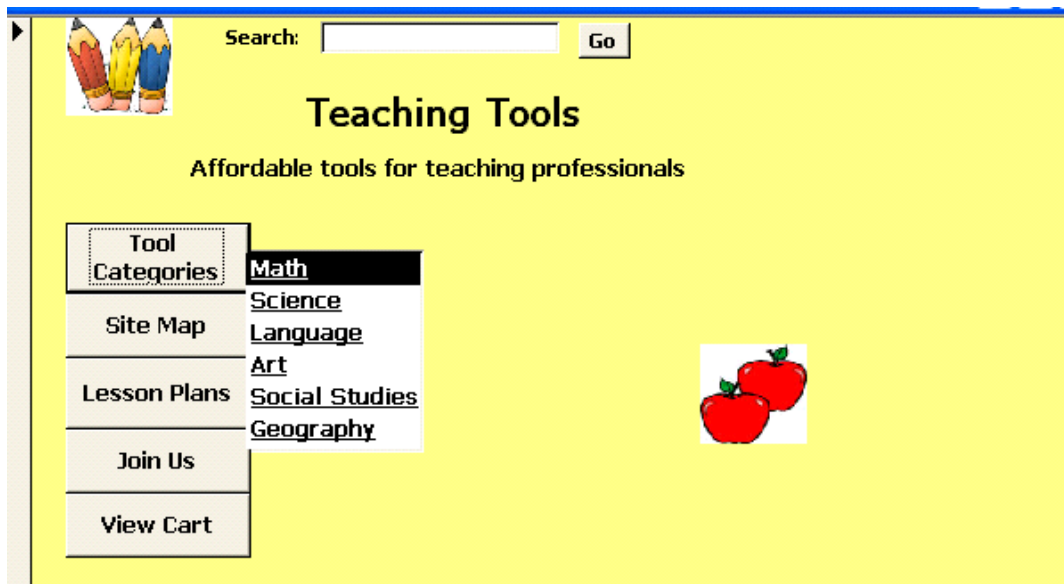 Search:
Go
Teaching Tools
Affordable tools for teaching professionals
Tool
Categories
Math
Science
Language
Art
Social Studies
Geography
Site Map
Lesson Plans
Join Us
View Cart